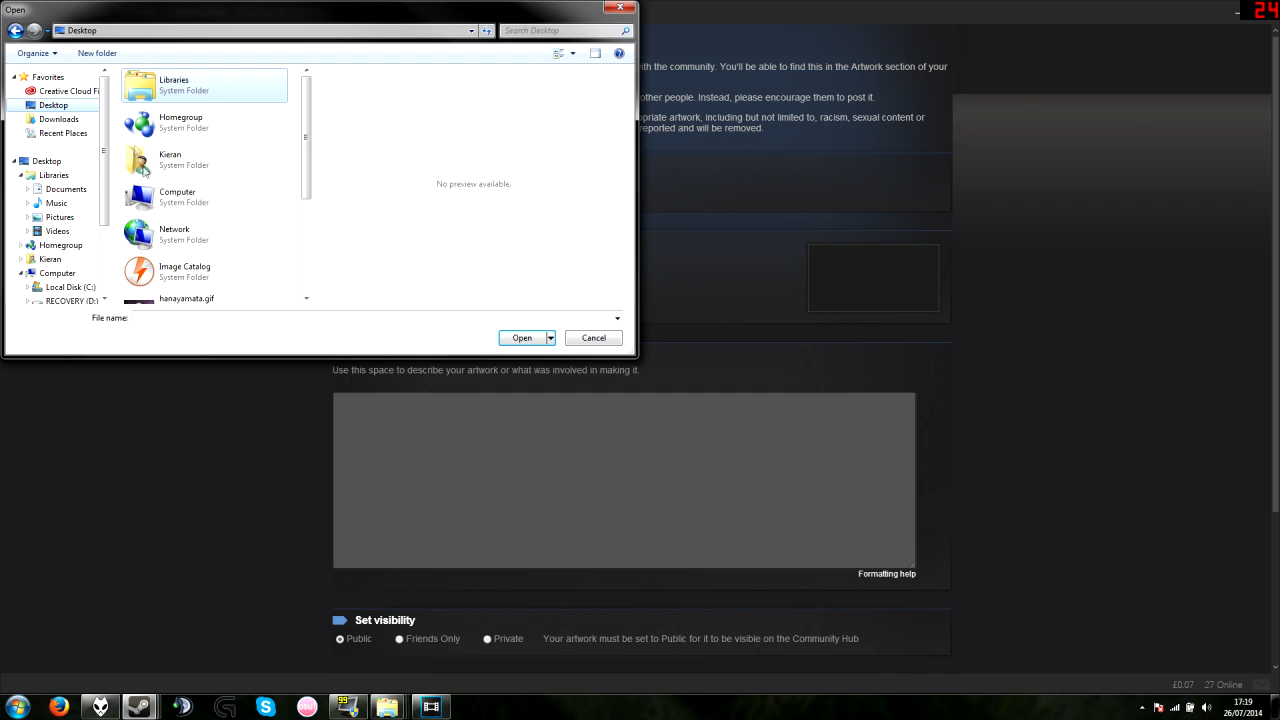 Open
24
Desktop
Search Desktop
Organize
New folder
Favorites
Creative Cloud Fi
Desktop
Downloads
Recent Places
Desktop
Libraries
Documents
Music
Pictures
Videos
Homegroup
Kieran
Computer
Local Disk (C:)
RECOVERY (D:)
Libraries
System Folder
Homegroup
System Folder
Kieran
System Folder
Computer
System Folder
Network
System Folder
Image Catalog
System Folder
hanayamata.gif
No preview available.
File name:
Open
Cancel
th the community. You'll be able to find this in the Artwork section of your
other people. Instead, please encourage them to post it.
opriate artwork, including but not limited to, racism, sexual content or
reported and will be removed.
Use this space to describe your artwork or what was involved in making it.
Formatting help
Set visibility
Public
Friends Only
Private
Your artwork must be set to Public for it to be visible on the Community Hub
£0.07
27 Online
99
OSU!
17:19
26/07/2014